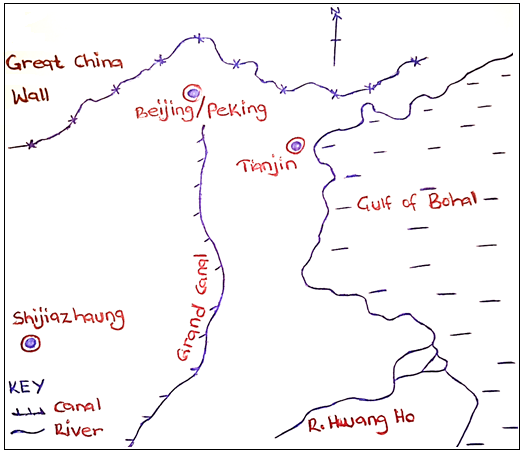 N
Great China
Wall
Beijing/Peking
Tianjin
Gulf of Bohal
Grand Canal
Shijiazhaung
KEY
Canal
River
R. Hwang Ho